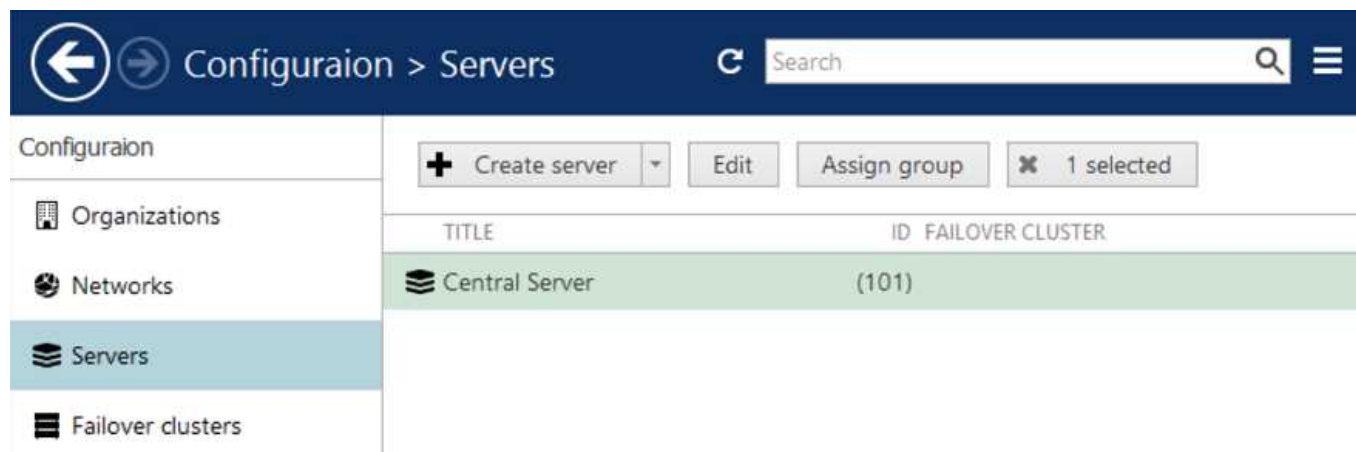 Configuraion > Servers
Search
Configuraion
Organizations
Networks
Servers
Failover clusters
Create server
Edit
Assign group
1 selected
TITLE
ID
FAILOVER CLUSTER
Central Server
(101)